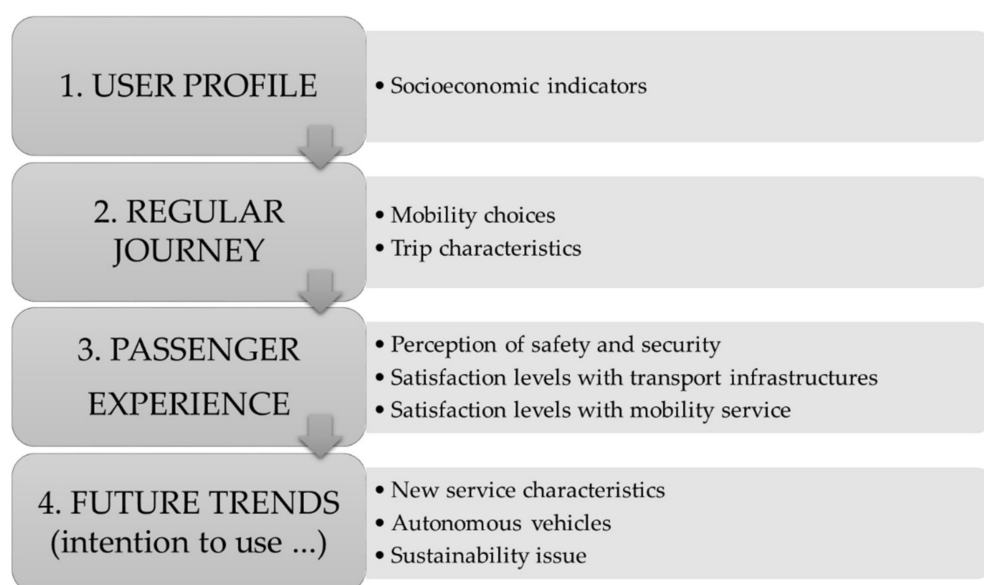 1. USER PROFILE
• Socioeconomic indicators
2. REGULAR
JOURNEY
• Mobility choices
• Trip characteristics
3. PASSENGER
EXPERIENCE
• Perception of safety and security
• Satisfaction levels with transport infrastructures
• Satisfaction levels with mobility service
4. FUTURE TRENDS
(intention to use ...)
• New service characteristics
• Autonomous vehicles
• Sustainability issue